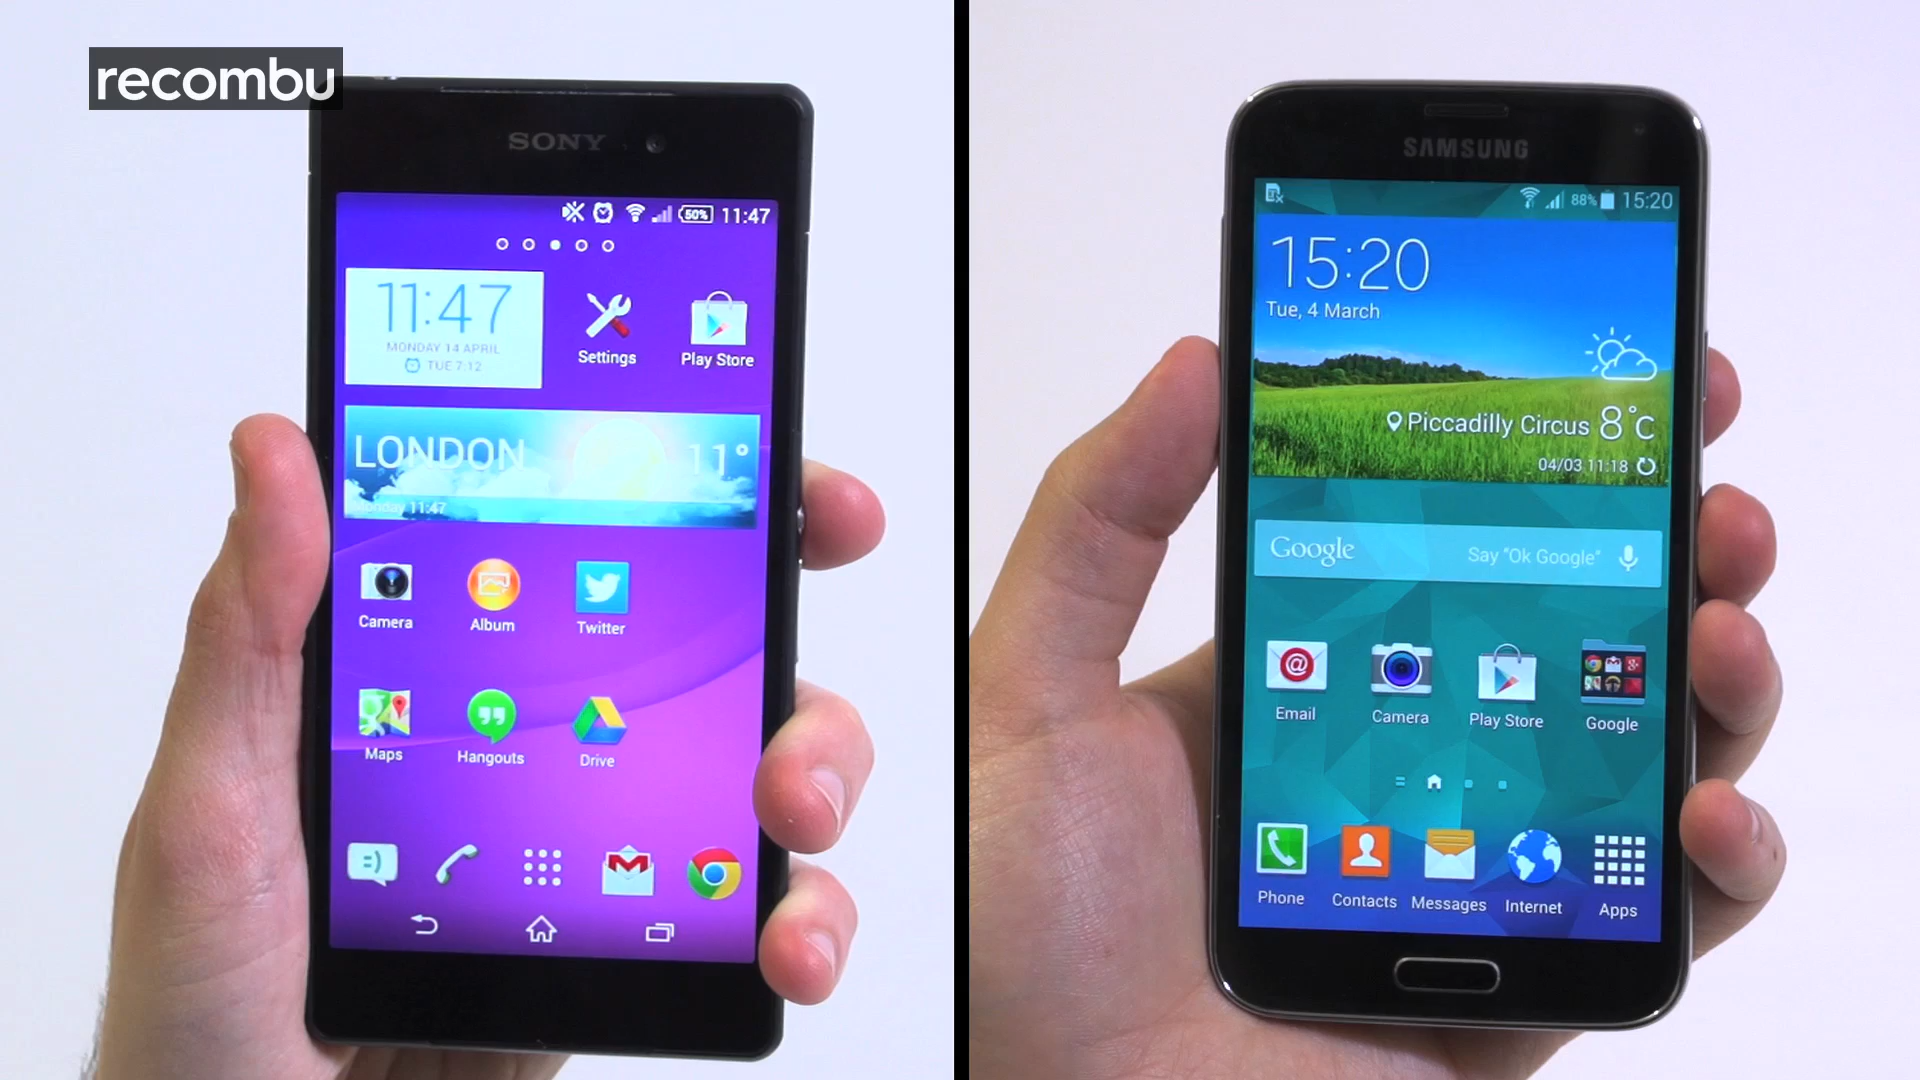 recombu
SONY
50% 11:47
11:47
MONDAY 14 APRIL
TUE 7:12
Settings
Play Store
LONDON 11°
Monday 11:47
Camera
Album
Twitter
Maps
Hangouts
Drive
SAMSUNG
88% 15:20
15:20
Tue, 4 March
Piccadilly Circus 8°C
04/03 11:18
Google Say "Ok Google"
Email
Camera
Play Store
Google
Phone
Contacts
Messages
Internet
Apps